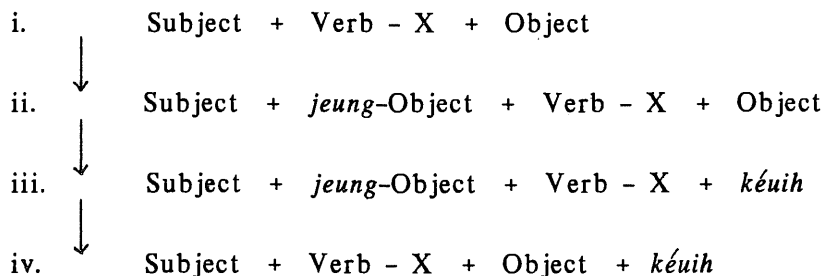 i. Subject + Verb - X + Object
ii. Subject + jeung-Object + Verb - X + Object
iii. Subject + jeung-Object + Verb - X + kéuih
iv. Subject + Verb - X + Object + kéuih